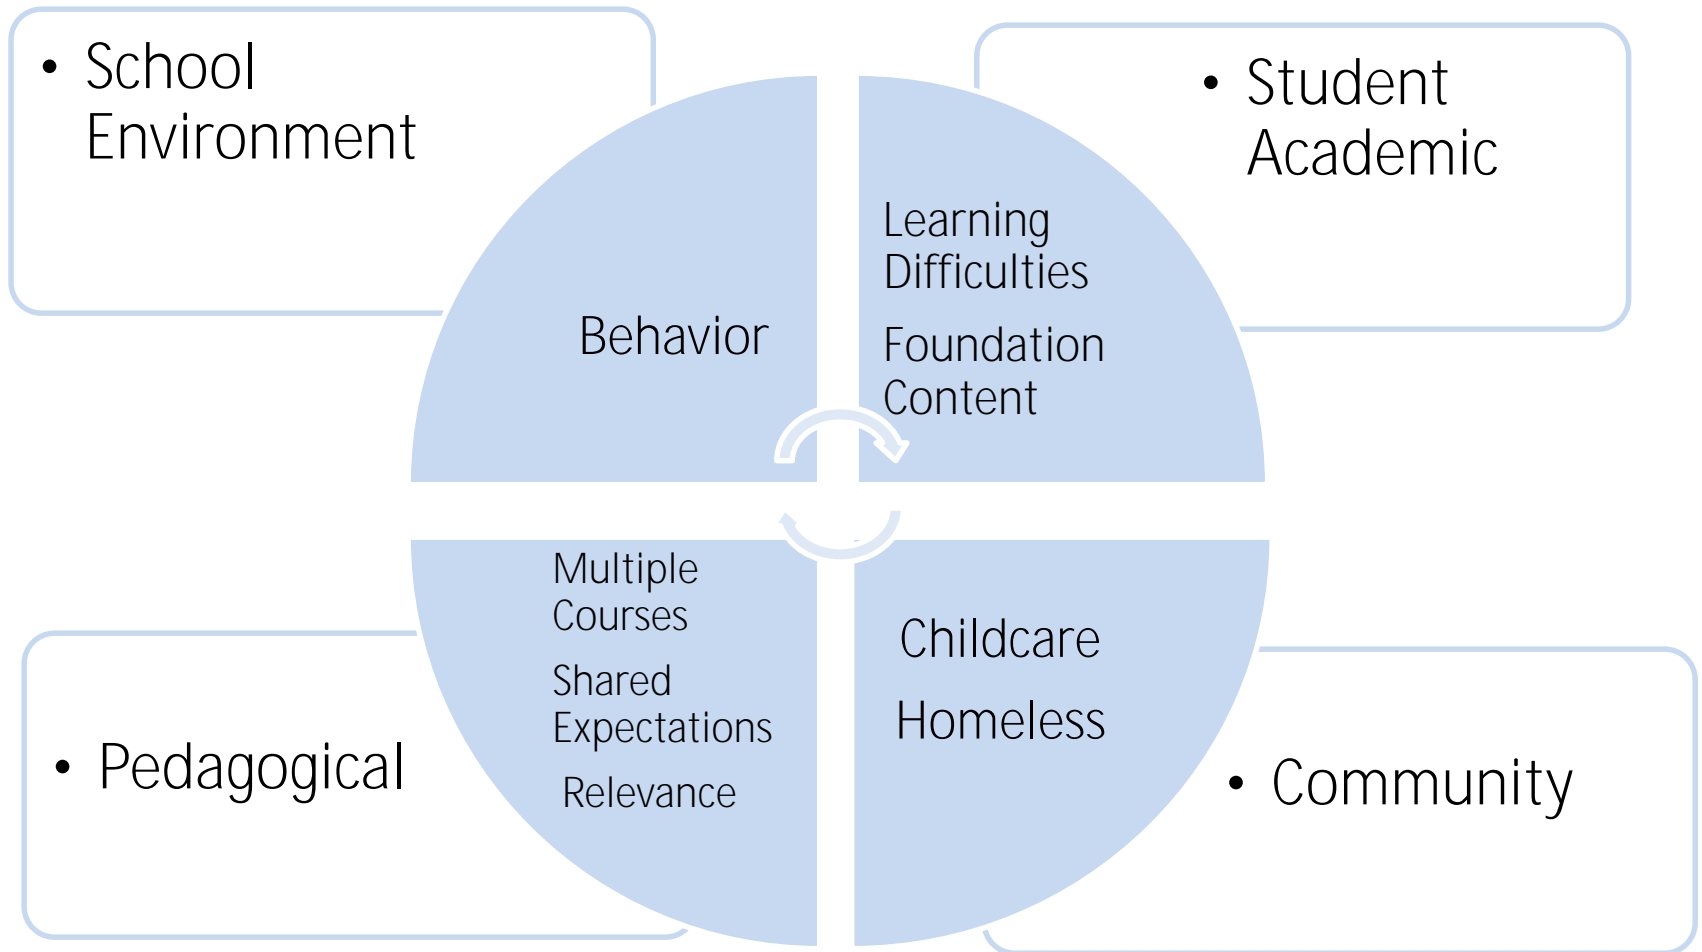 • School
Environment
Behavior
• Student
Academic
Learning
Difficulties
Foundation
Content
• Pedagogical
Multiple
Courses
Shared
Expectations
Relevance
Childcare
Homeless
• Community